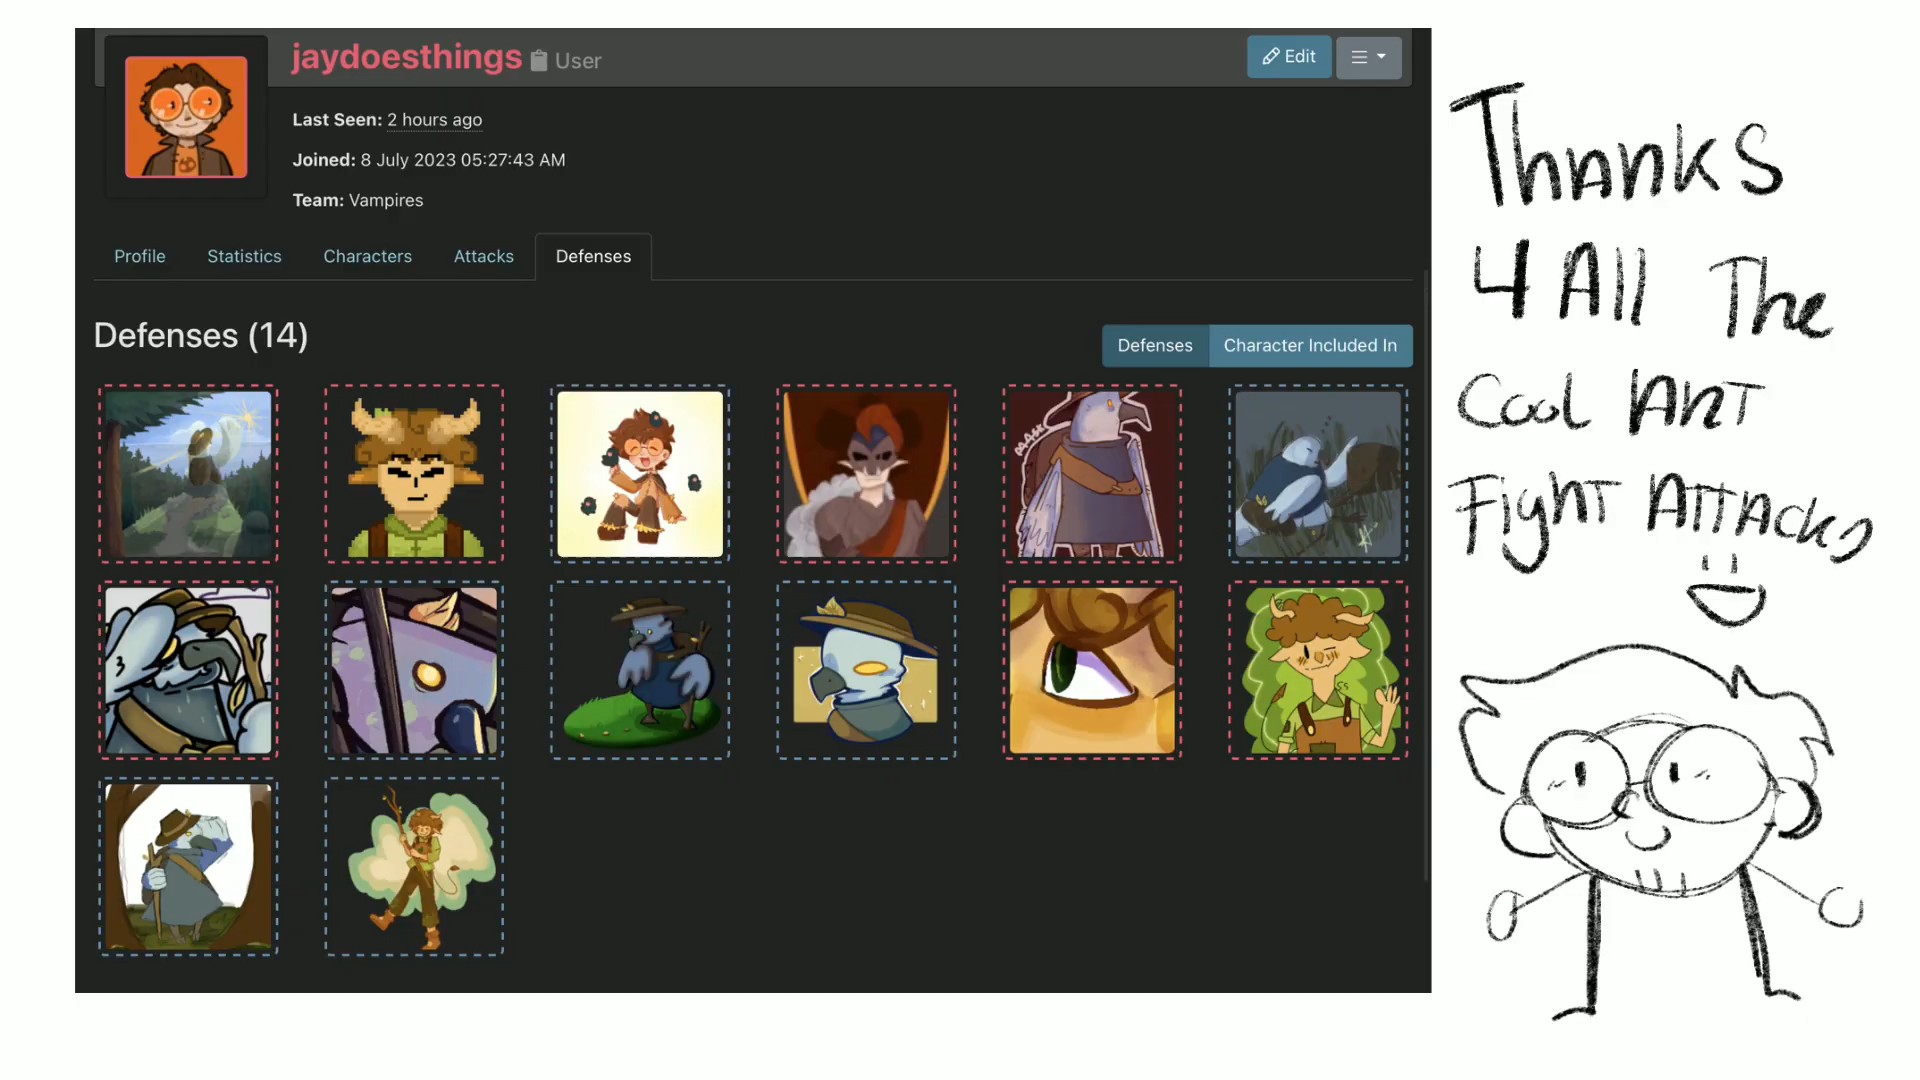 jaydoesthings User
Edit
Last Seen: 2 hours ago
Joined: 8 July 2023 05:27:43 AM
Team: Vampires
Profile Statistics Characters Attacks Defenses
Defenses (14)
Defenses Character Included In
Thanks
4 All The
Cool Art
Fight Attacks